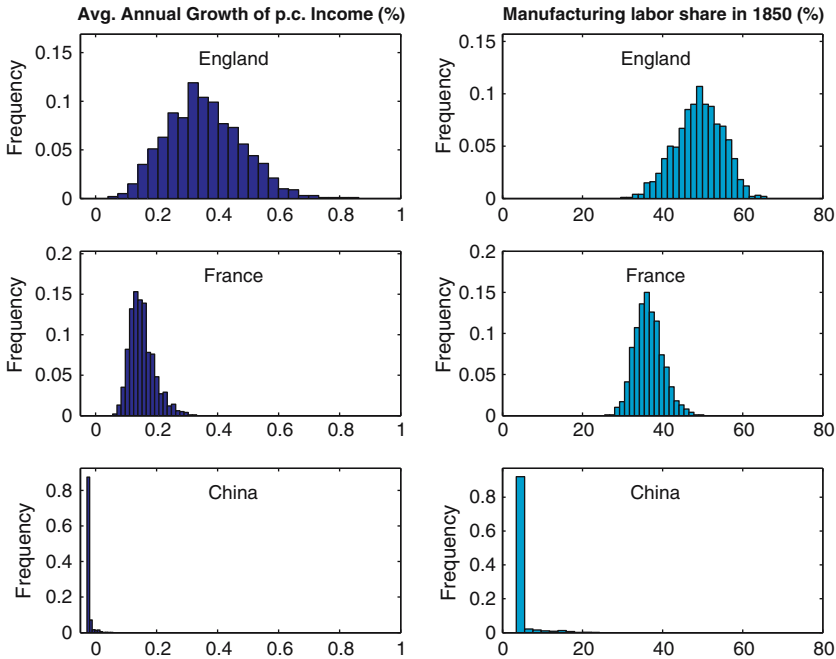 Avg. Annual Growth of p.c. Income (%)
Manufacturing labor share in 1850 (%)
England
Frequency
0.15
0.1
0.05
0
0 0.2 0.4 0.6 0.8 1
England
Frequency
0.15
0.1
0.05
0
0 20 40 60 80
France
Frequency
0.2
0.15
0.1
0.05
0
0 0.2 0.4 0.6 0.8 1
France
Frequency
0.2
0.15
0.1
0.05
0
0 20 40 60 80
China
Frequency
0.8
0.6
0.4
0.2
0
0 0.2 0.4 0.6 0.8 1
China
Frequency
0.8
0.6
0.4
0.2
0
0 20 40 60 80